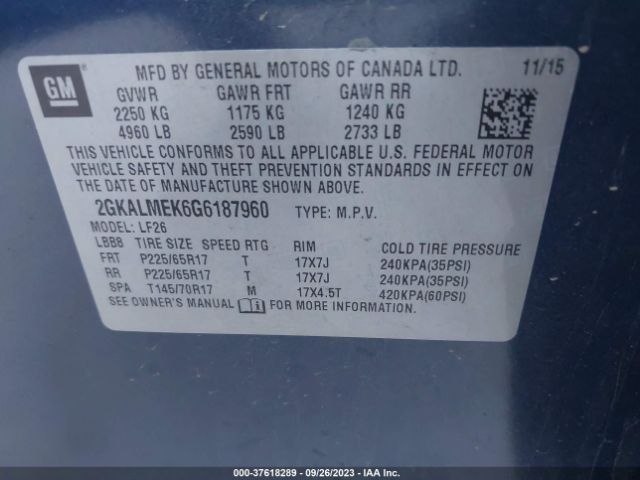 GM
MFD BY GENERAL MOTORS OF CANADA LTD. 11/15
GVWR GAWR FRT GAWR RR
2250 KG 1175 KG 1240 KG
4960 LB 2590 LB 2733 LB
THIS VEHICLE CONFORMS TO ALL APPLICABLE U.S. FEDERAL MOTOR
VEHICLE SAFETY AND THEFT PREVENTION STANDARDS IN EFFECT ON
THE DATE OF MANUFACTURE SHOWN ABOVE.
2GKALMEK6G6187960 TYPE: M.P.V.
MODEL: LF26
LBB8 TIRE SIZE SPEED RTG RIM COLD TIRE PRESSURE
FRT P225/65R17 T 17X7J 240KPA(35PSI)
RR P225/65R17 T 17X7J 240KPA(35PSI)
SPA T145/70R17 M 17X4.5T 420KPA(60PSI)
SEE OWNER'S MANUAL FOR MORE INFORMATION.
000-37618289 - 09/26/2023 - IAAI.COM